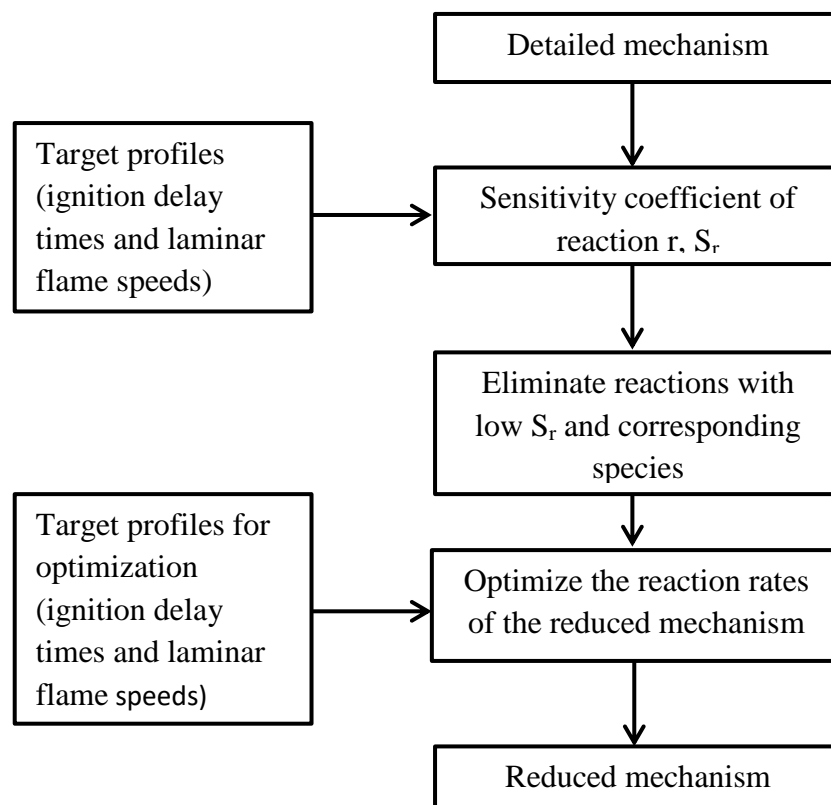 Detailed mechanism
Target profiles
(ignition delay
times and laminar
flame speeds)
Sensitivity coefficient of
reaction r, Sᵣ
Eliminate reactions with
low Sᵣ and corresponding
species
Target profiles for
optimization
(ignition delay
times and laminar
flame speeds)
Optimize the reaction rates
of the reduced mechanism
Reduced mechanism